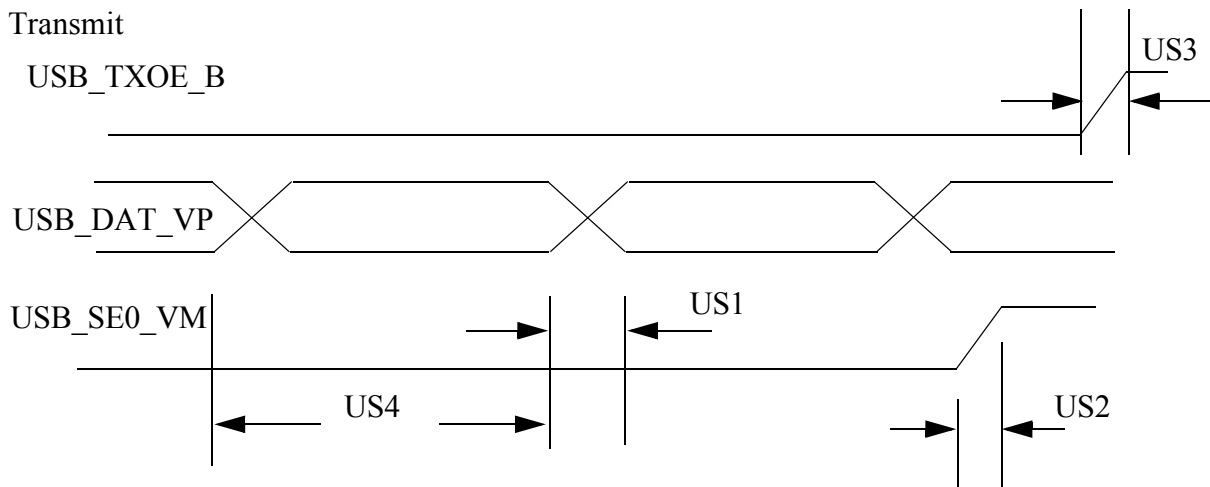 Transmit
USB_TXOE_B
US3
USB_DAT_VP
USB_SE0_VM
US1
US4
US2